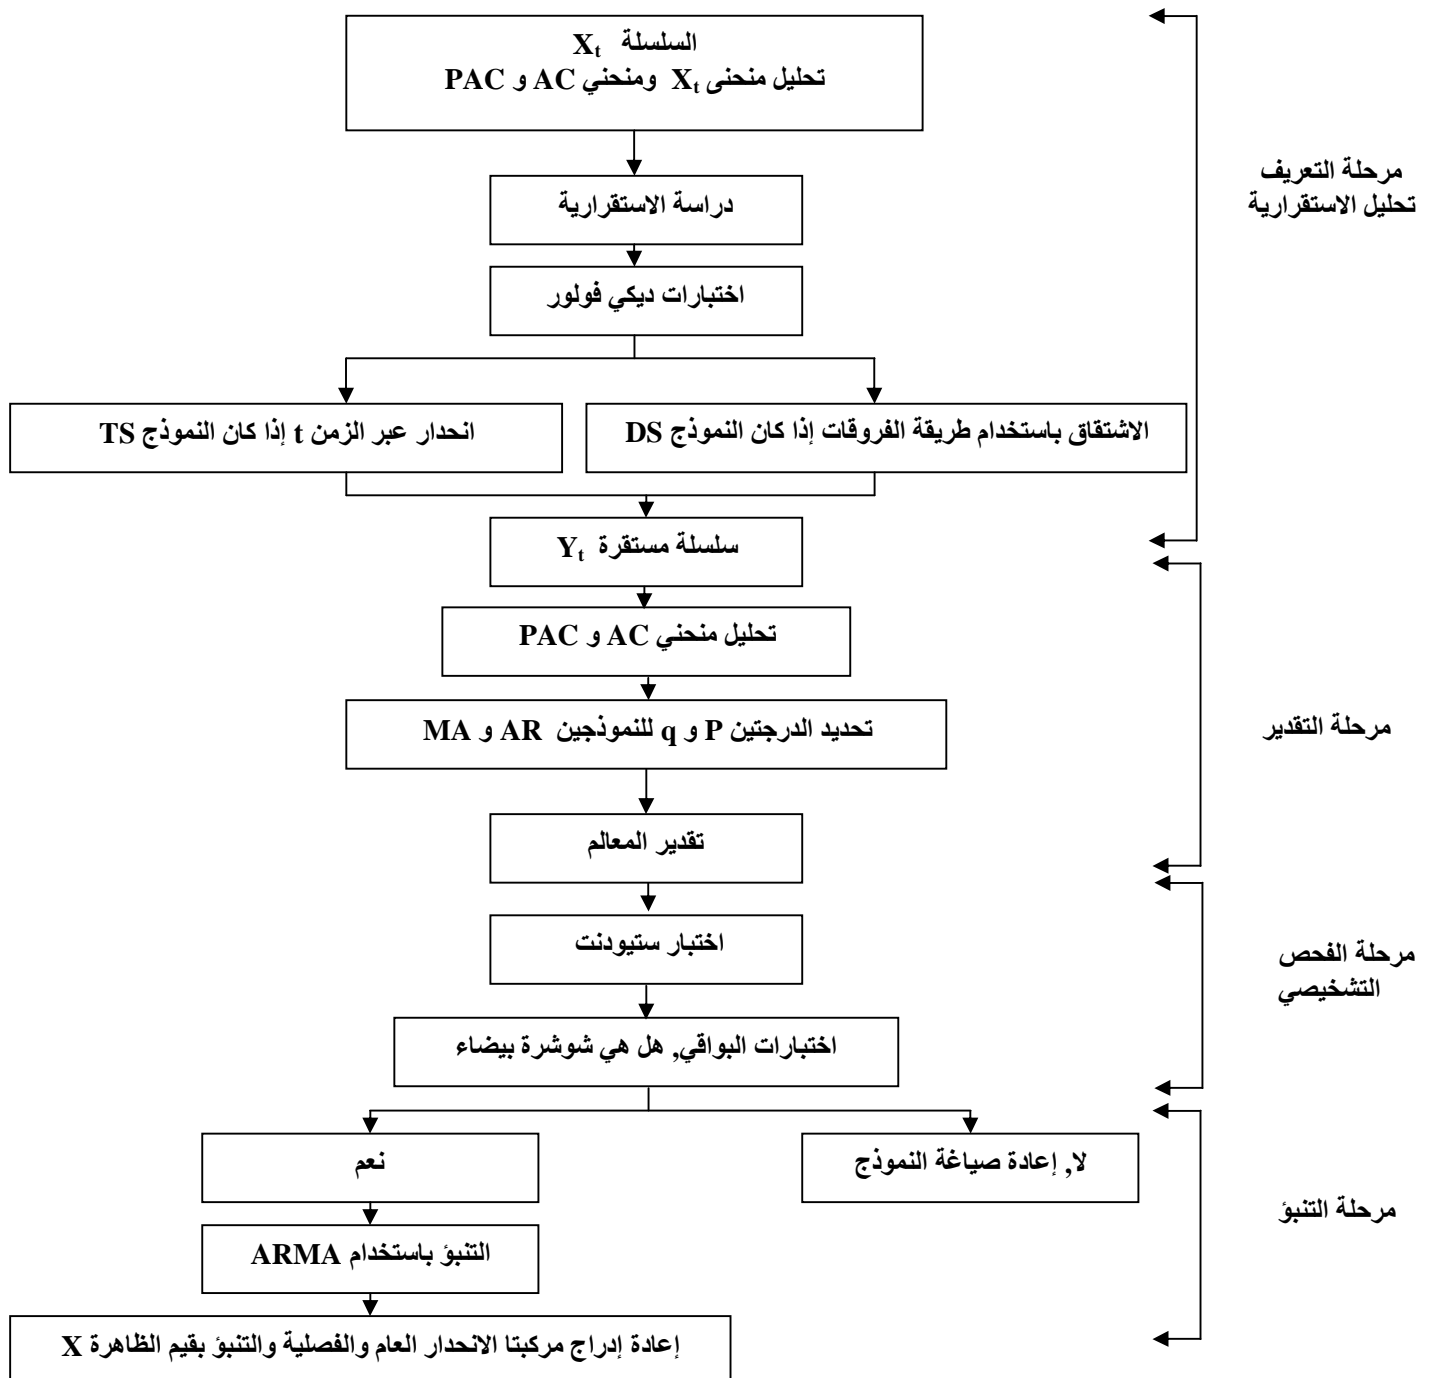 السلسلة Xt
تحليل منحنى Xt ومنحني AC و PAC
مرحلة التعريف
تحليل الاستقرارية
دراسة الاستقرارية
اختبارات ديكي فولور
الاشتقاق باستخدام طريقة الفروقات إذا كان النموذج DS
انحدار عبر الزمن t إذا كان النموذج TS
سلسلة مستقرة Yt
تحليل منحني AC و PAC
تحديد الدرجتين P و q للنموذجين AR و MA
مرحلة التقدير
تقدير المعالم
اختبار ستيودنت
مرحلة الفحص
التشخيصي
اختبارات البواقي, هل هي شوشرة بيضاء
لا, إعادة صياغة النموذج
نعم
مرحلة التنبؤ
التنبؤ باستخدام ARMA
إعادة إدراج مركبتا الانحدار العام والفصلية والتنبؤ بقيم الظاهرة X